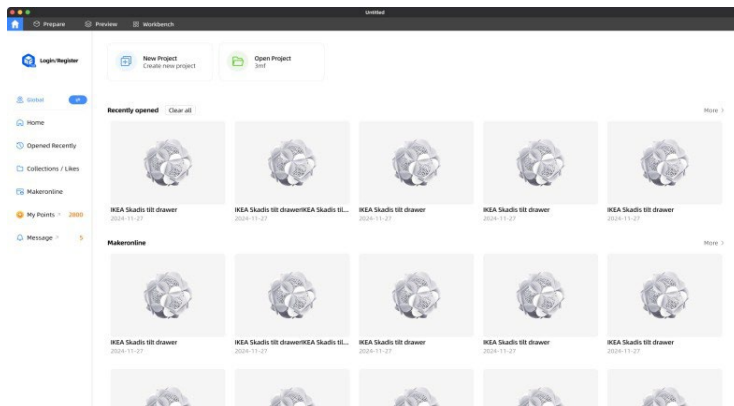 Untitled
Prepare
Preview
Workbench
Login/Register
New Project
Create new project
Open Project
3mf
Global
Home
Opened Recently
Collections / Likes
Makeronline
My Points
2800
Message
5
Recently opened
Clear all
More
IKEA Skadis tilt drawer
2024-11-27
IKEA Skadis tilt drawerIKEA Skadis til...
2024-11-27
IKEA Skadis tilt drawer
2024-11-27
IKEA Skadis tilt drawer
2024-11-27
IKEA Skadis tilt drawer
2024-11-27
Makeronline
More
IKEA Skadis tilt drawer
2024-11-27
IKEA Skadis tilt drawerIKEA Skadis til...
2024-11-27
IKEA Skadis tilt drawer
2024-11-27
IKEA Skadis tilt drawer
2024-11-27
IKEA Skadis tilt drawer
2024-11-27